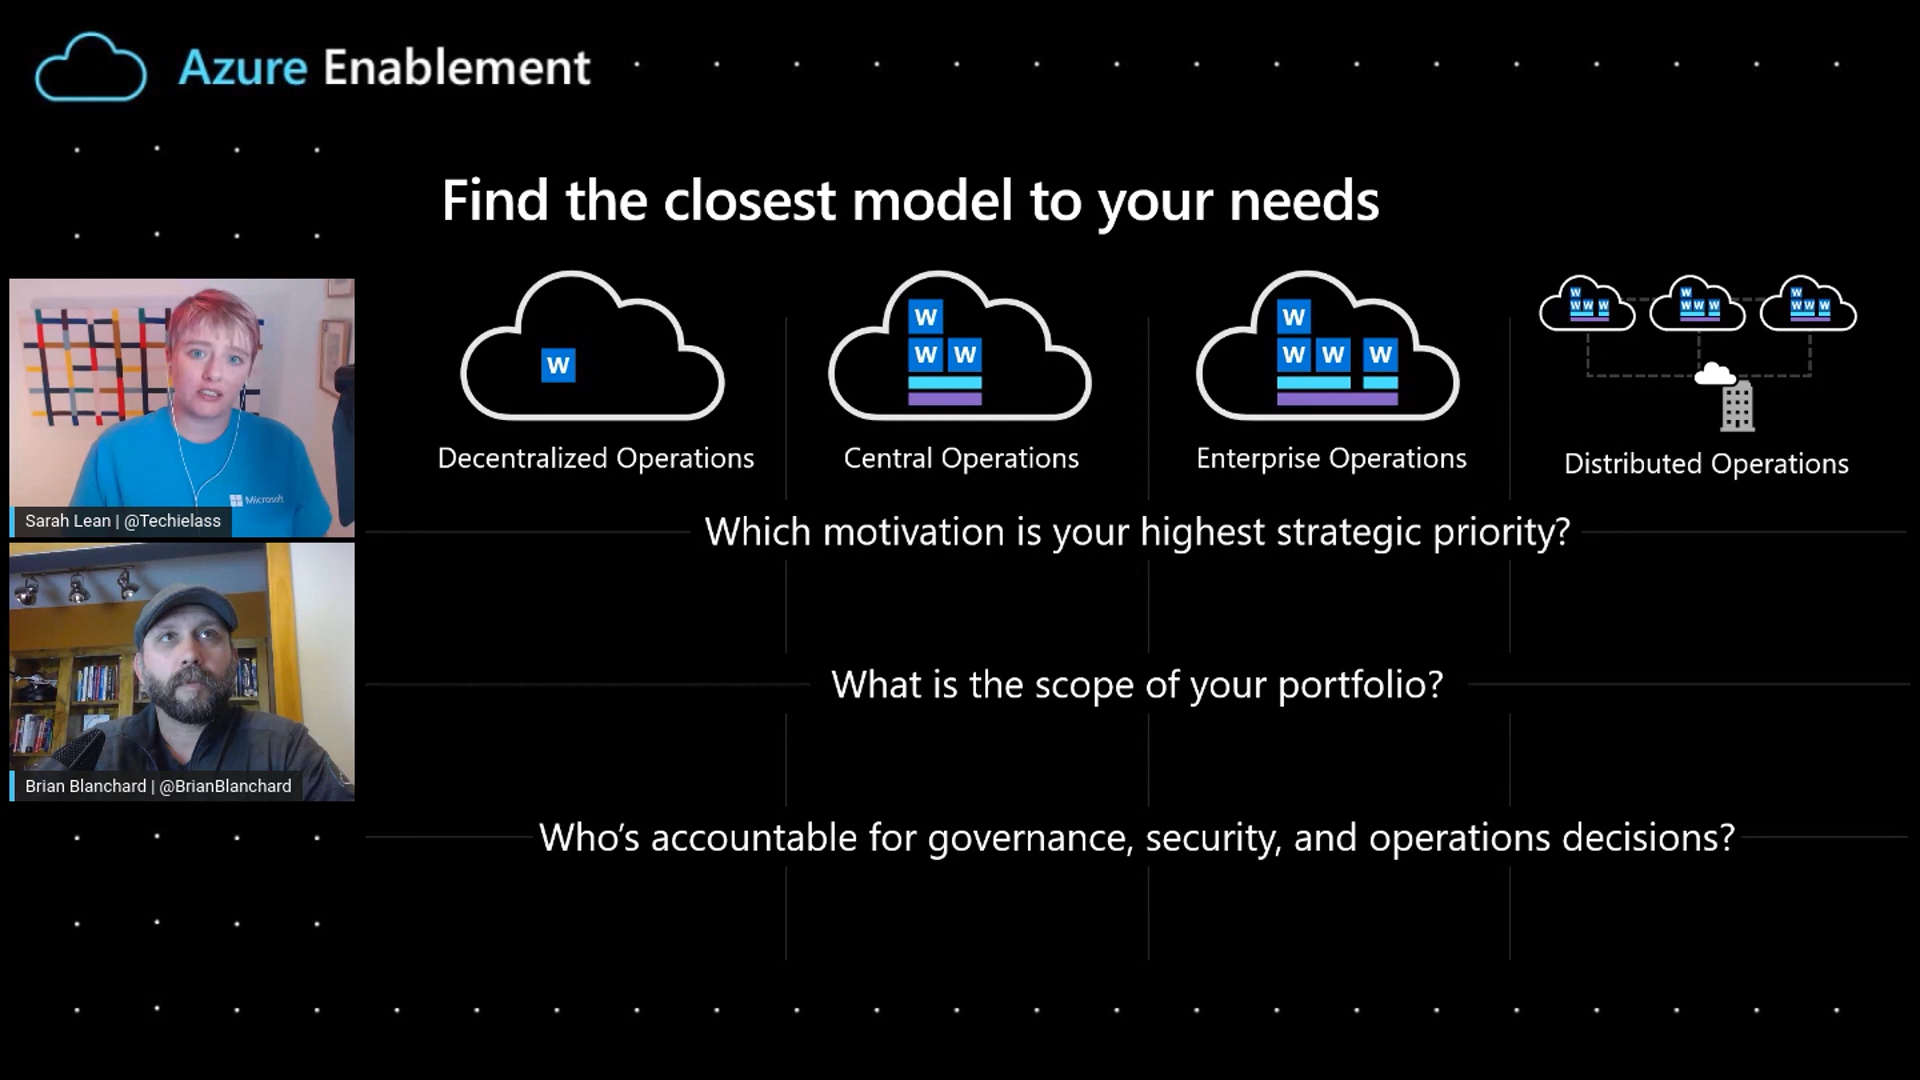 Azure Enablement
Find the closest model to your needs
W
W
W W
W
W W W
W
W W W
W
W W W
W
W W W
Decentralized Operations
Central Operations
Enterprise Operations
Distributed Operations
Microsoft
Sarah Lean | @Techielass
Which motivation is your highest strategic priority?
What is the scope of your portfolio?
Brian Blanchard | @BrianBlanchard
Who's accountable for governance, security, and operations decisions?